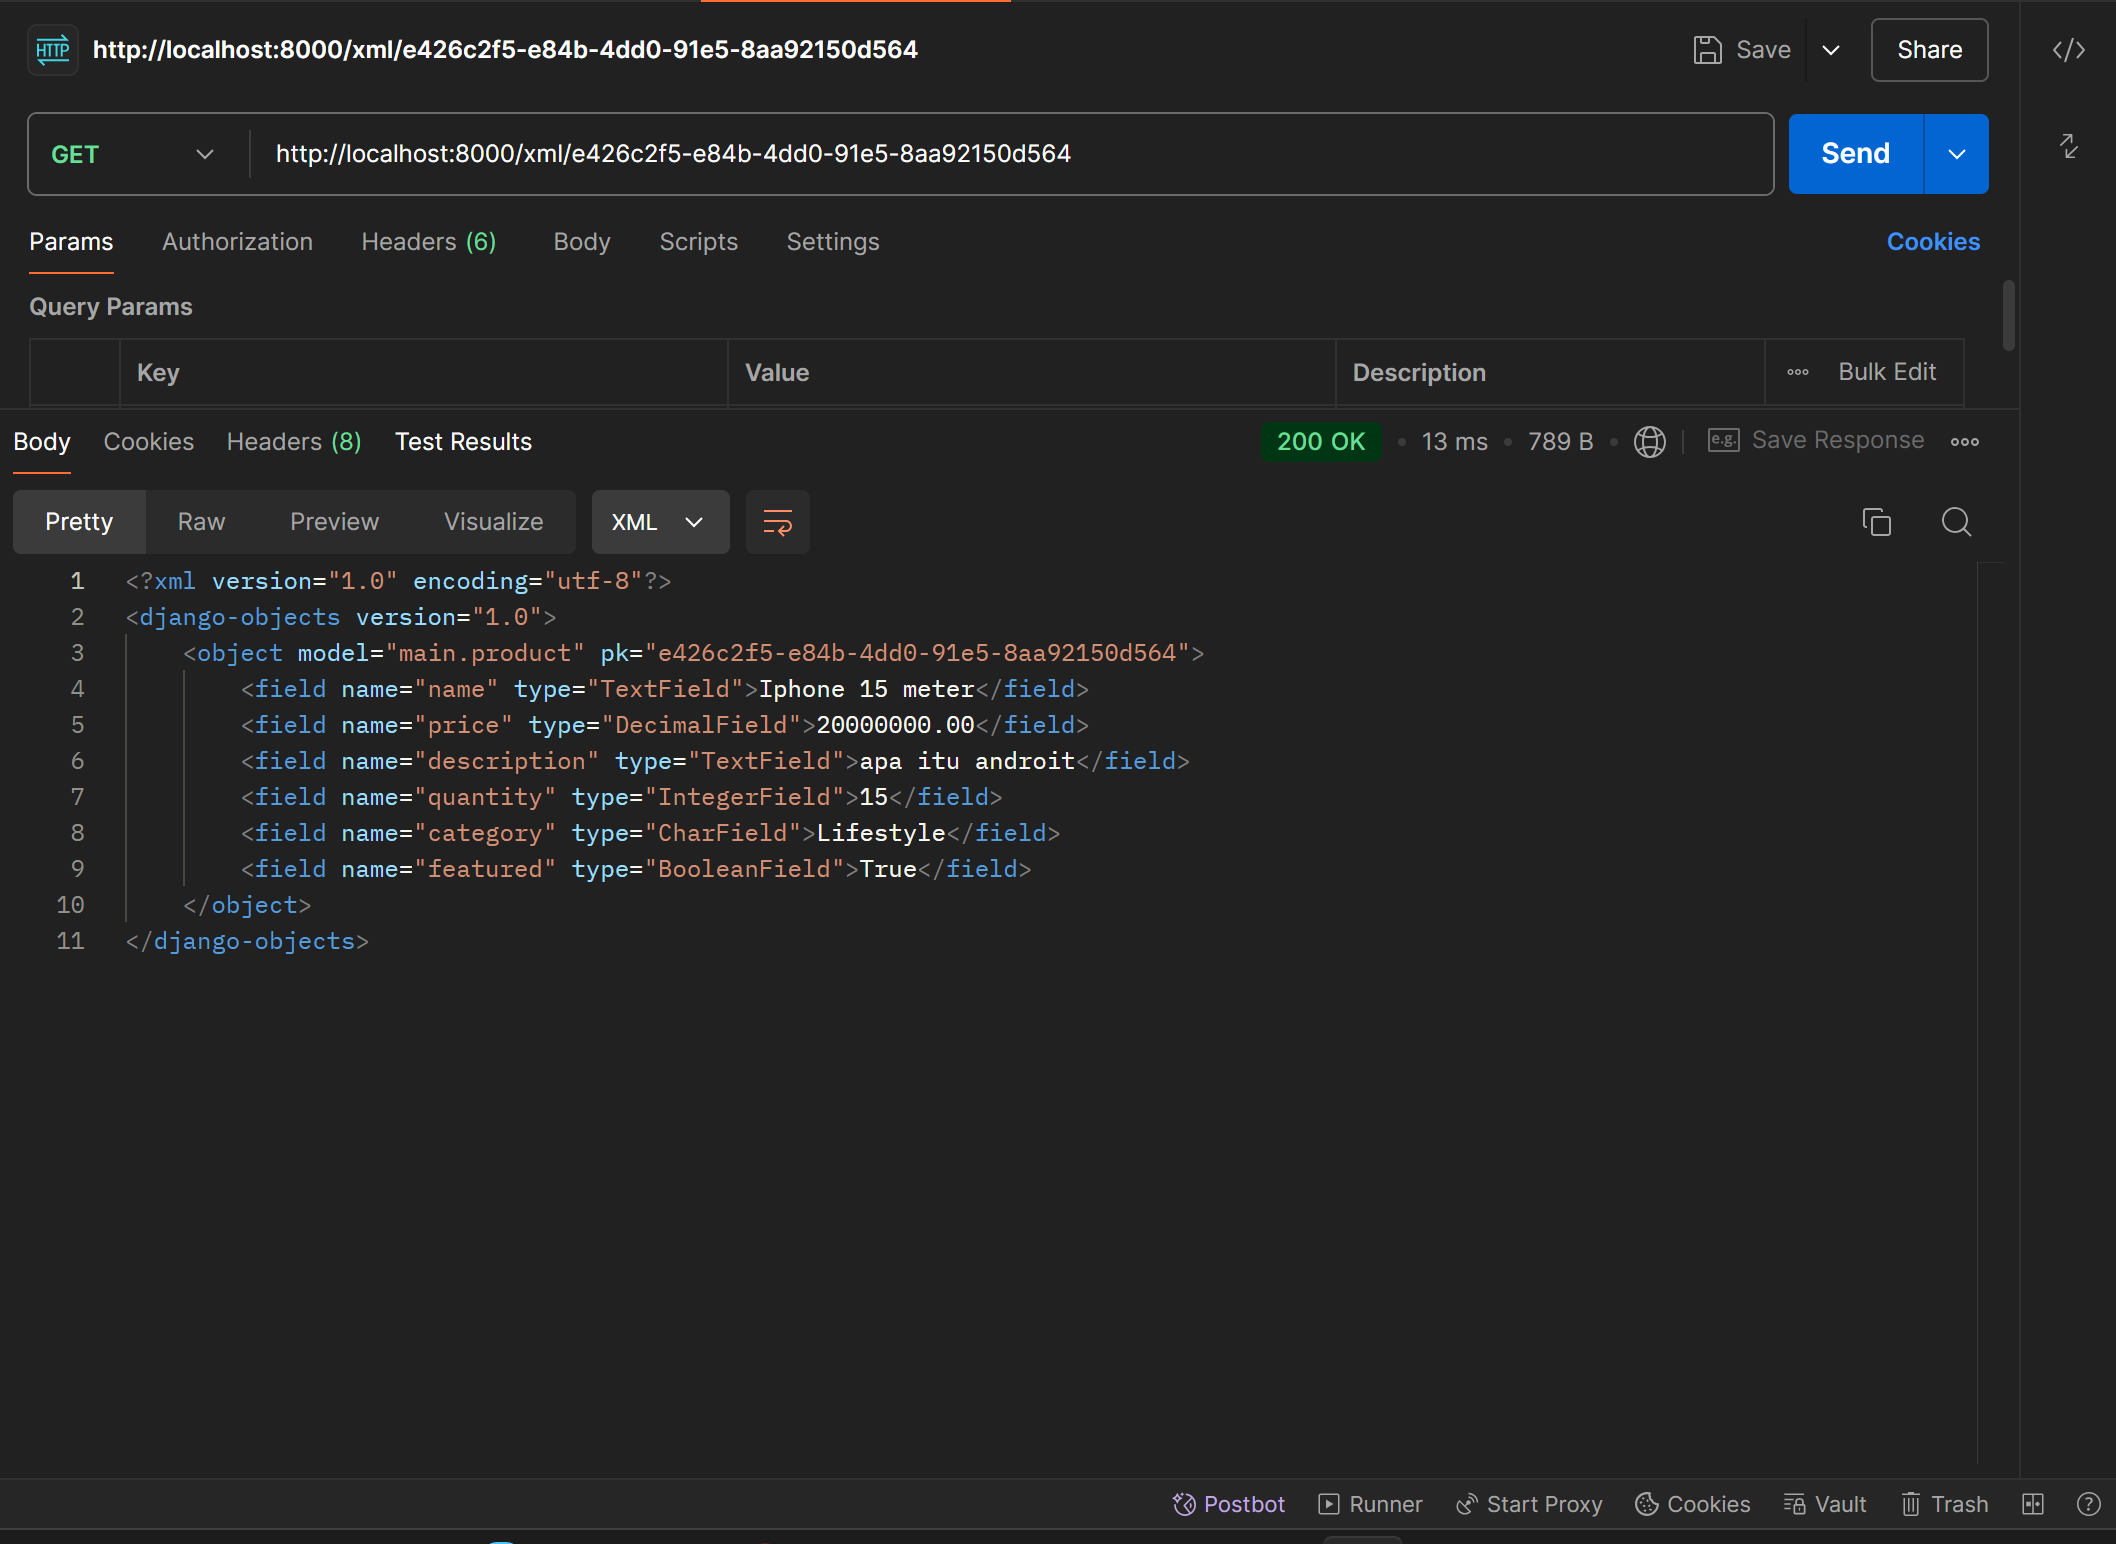 HTTP http://localhost:8000/xml/e426c2f5-e84b-4dd0-91e5-8aa92150d564 Save Share
GET http://localhost:8000/xml/e426c2f5-e84b-4dd0-91e5-8aa92150d564 Send
Params Authorization Headers (6) Body Scripts Settings Cookies
Query Params
Key Value Description Bulk Edit
Body Cookies Headers (8) Test Results 200 OK 13 ms 789 B e.g. Save Response
Pretty Raw Preview Visualize XML
1 <?xml version="1.0" encoding="utf-8"?>
2 <django-objects version="1.0">
3 <object model="main.product" pk="e426c2f5-e84b-4dd0-91e5-8aa92150d564">
4 <field name="name" type="TextField">Iphone 15 meter</field>
5 <field name="price" type="DecimalField">20000000.00</field>
6 <field name="description" type="TextField">apa itu androit</field>
7 <field name="quantity" type="IntegerField">15</field>
8 <field name="category" type="CharField">Lifestyle</field>
9 <field name="featured" type="BooleanField">True</field>
10 </object>
11 </django-objects>
Postbot Runner Start Proxy Cookies Vault Trash